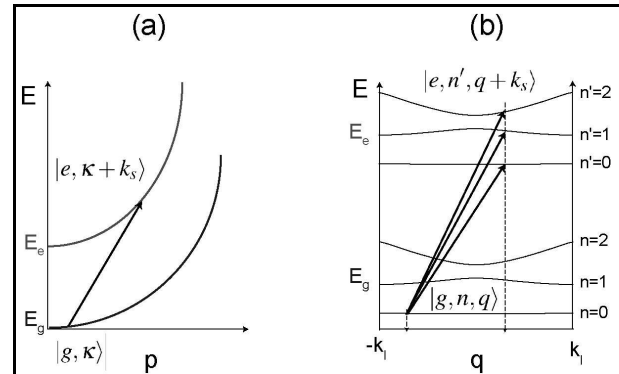 (a)
E
|e, κ + k_s⟩
E_e
E_g
|g, κ⟩
p
(b)
E
|e, n′, q + k_s⟩
n'=2
E_e
n'=1
n'=0
n=2
E_g
|g, n, q⟩
n=1
n=0
-k_l
q
k_l